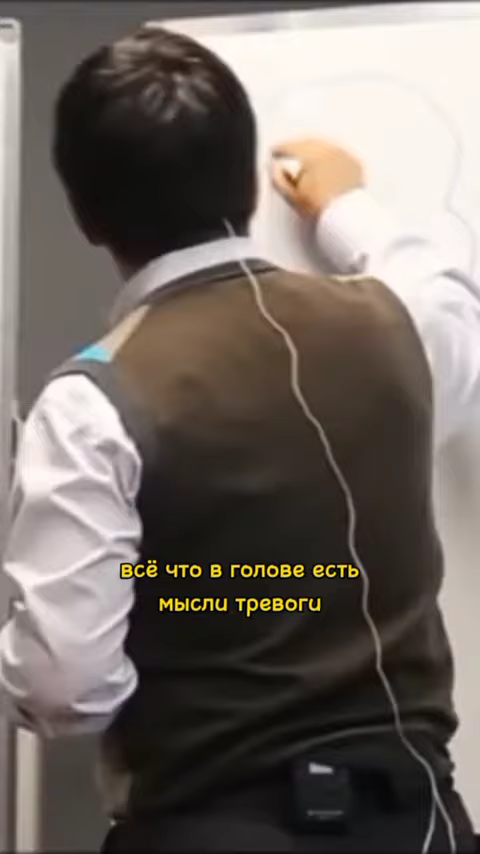 всё что в голове есть
мысли тревоги